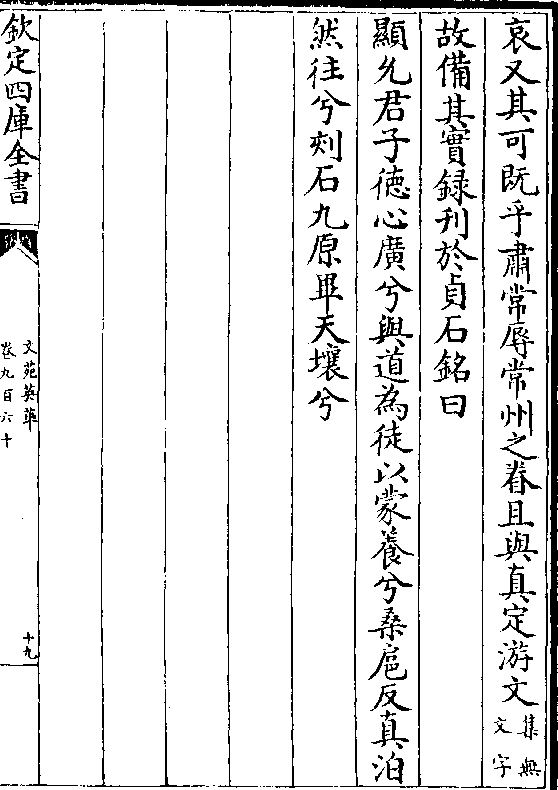 哀又其可既乎肅常辱常州之眷且與真定游文集無文字
故備其實録刊於貞石銘曰
顯允君子徳心廣兮與道為徒以蒙養兮桑扈反真泊
然往兮刻石九原畢天壤兮
欽定四庫全書
文苑英華
卷九百六十
十九